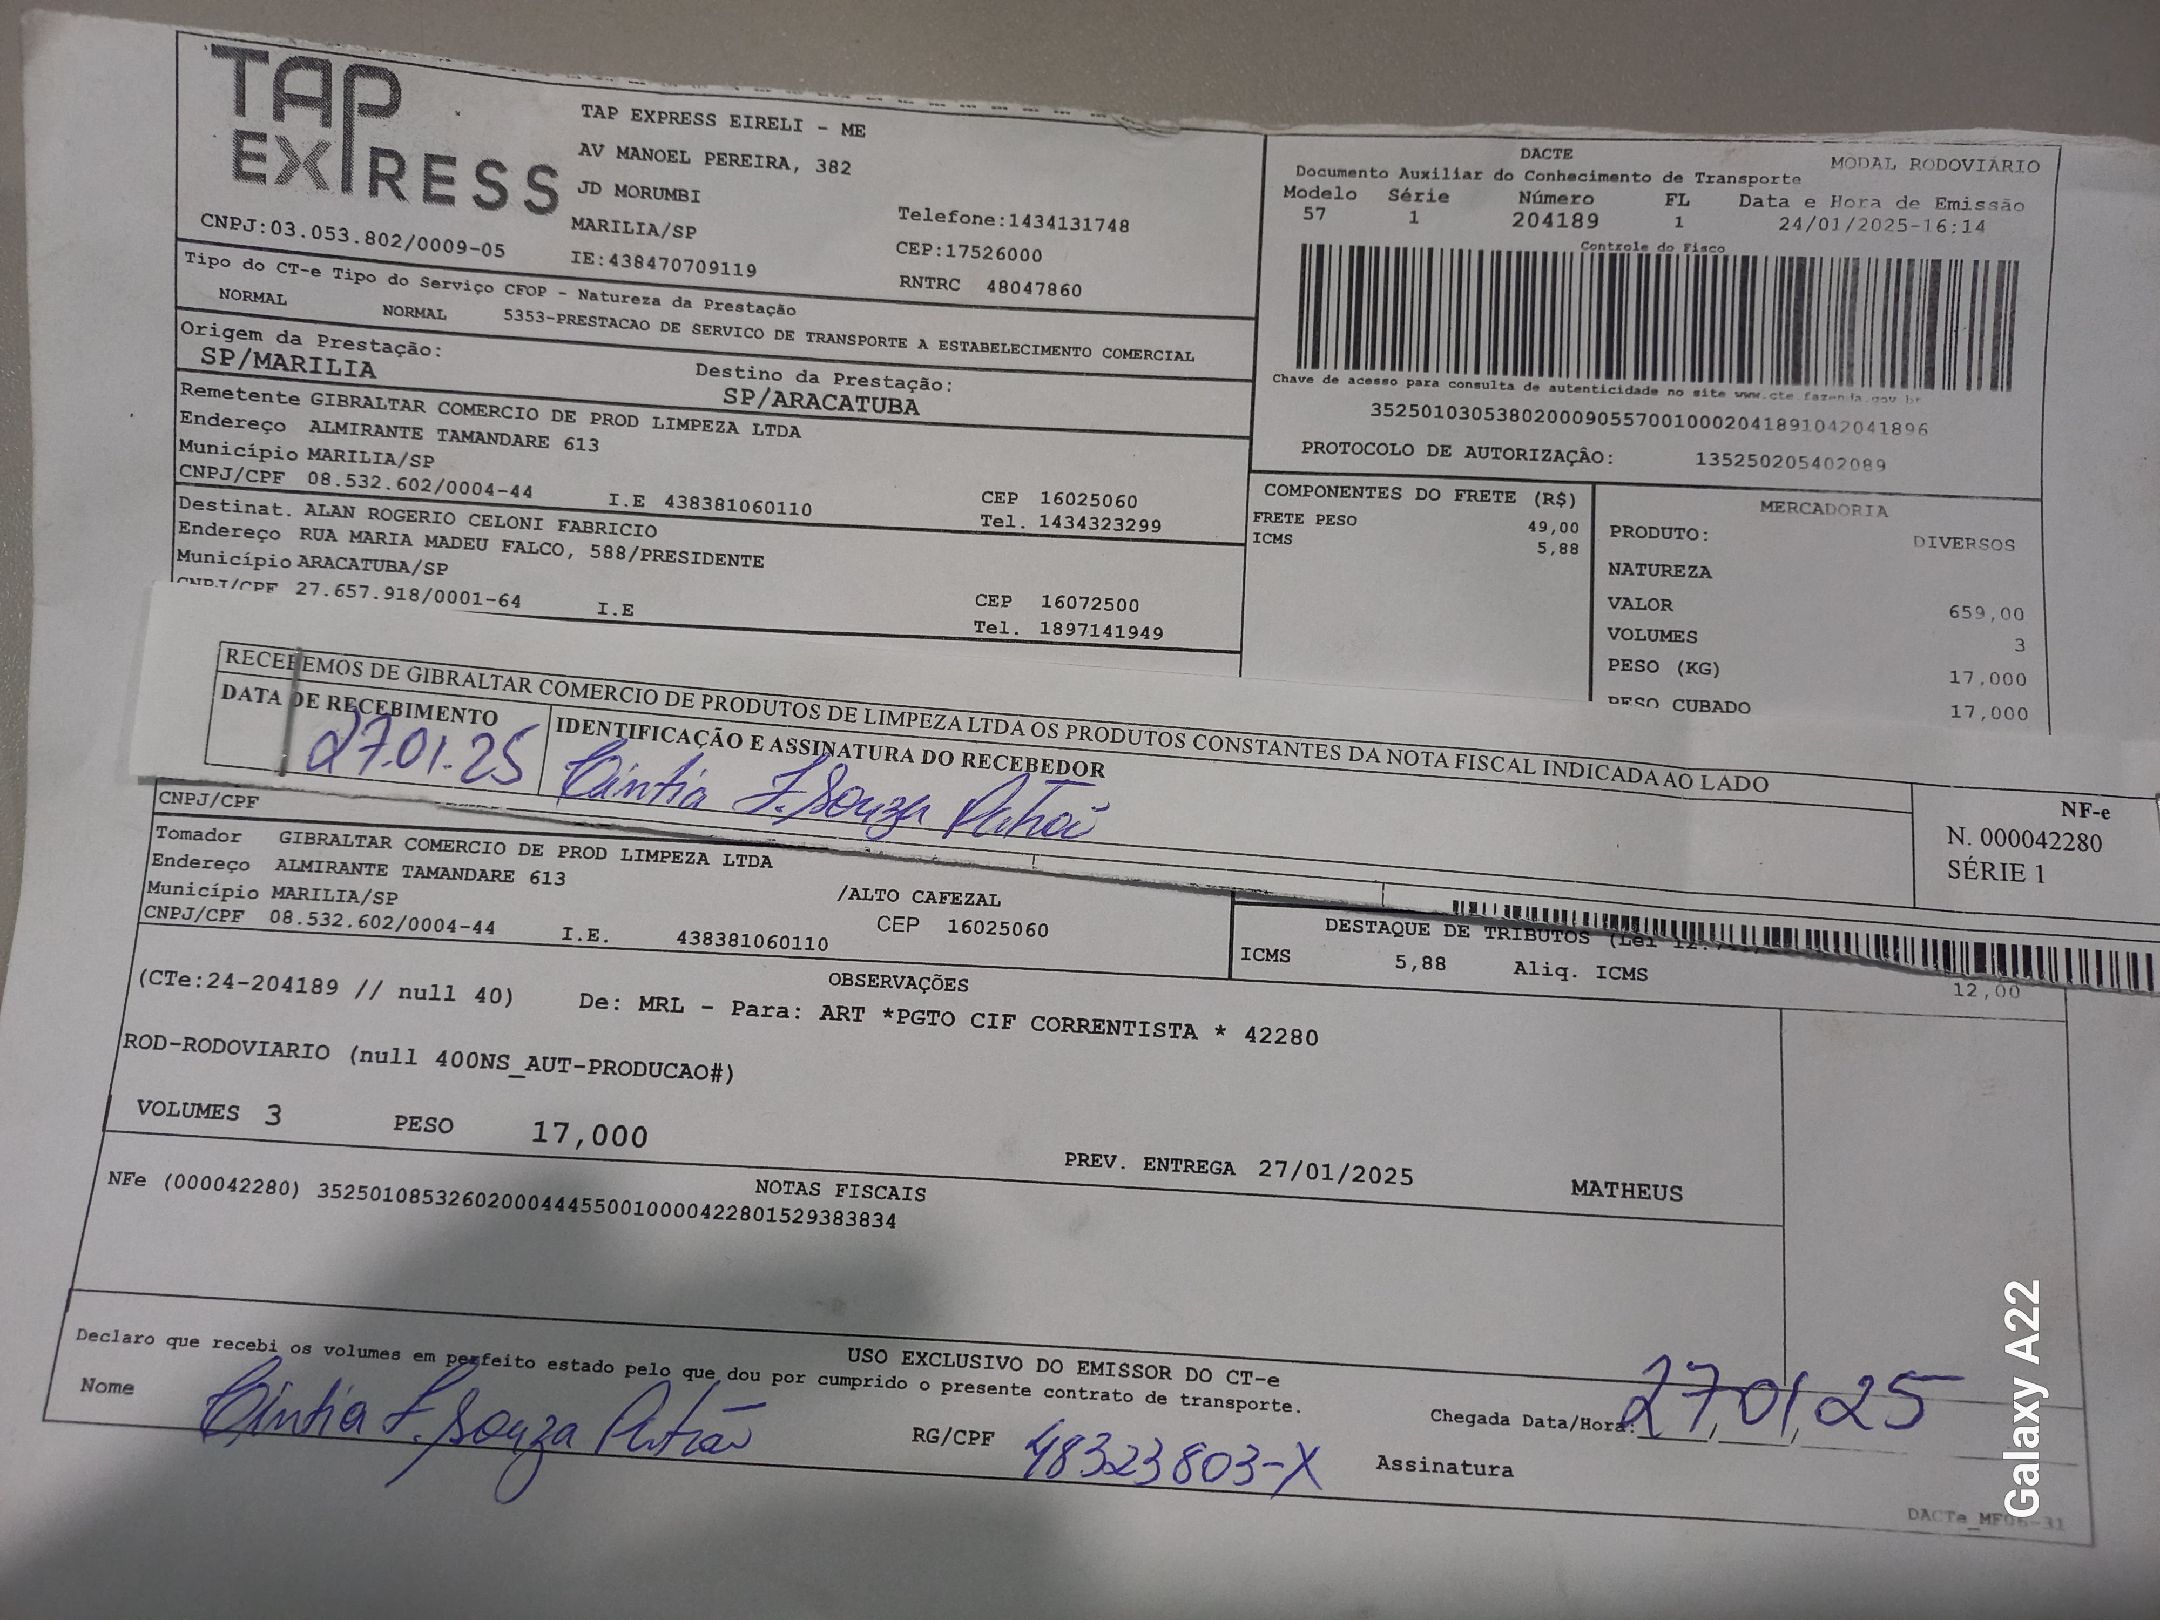 TAP EXPRESS
TAP EXPRESS EIRELI - ME
AV MANOEL PEREIRA, 382
JD MORUMBI
MARILIA/SP
Telefone:1434131748
CNPJ:03.053.802/0009-05
IE:438470709119
CEP:17526000
RNTRC 48047860
DACTE
MODAL RODOVIÁRIO
Documento Auxiliar do Conhecimento de Transporte
Modelo Série Número FL Data e Hora de Emissão
57 1 204189 1 24/01/2025-16:14
Controle do Fisco
Chave de acesso para consulta de autenticidade no site www.cte.fazenda.gov br
35250103053802000905570010002041891042041896
PROTOCOLO DE AUTORIZAÇÃO: 135250205402089
Tipo do CT-e Tipo do Serviço CFOP - Natureza da Prestação
NORMAL NORMAL 5353-PRESTACAO DE SERVICO DE TRANSPORTE A ESTABELECIMENTO COMERCIAL
Origem da Prestação: Destino da Prestação:
SP/MARILIA SP/ARACATUBA
Remetente GIBRALTAR COMERCIO DE PROD LIMPEZA LTDA
Endereço ALMIRANTE TAMANDARE 613
Município MARILIA/SP CEP 16025060
CNPJ/CPF 08.532.602/0004-44 I.E 438381060110 Tel. 1434323299
Destinat. ALAN ROGERIO CELONI FABRICIO
Endereço RUA MARIA MADEU FALCO, 588/PRESIDENTE
Município ARACATUBA/SP CEP 16072500
CNPJ/CPF 27.657.918/0001-64 I.E Tel. 1897141949
COMPONENTES DO FRETE (R$)
FRETE PESO 49,00
ICMS 5,88
MERCADORIA
PRODUTO: DIVERSOS
NATUREZA
VALOR 659,00
VOLUMES 3
PESO (KG) 17,000
PESO CUBADO 17,000
RECEBEMOS DE GIBRALTAR COMERCIO DE PRODUTOS DE LIMPEZA LTDA OS PRODUTOS CONSTANTES DA NOTA FISCAL INDICADA AO LADO
DATA DE RECEBIMENTO
27.01.25
IDENTIFICAÇÃO E ASSINATURA DO RECEBEDOR
Cintia F. Souza
NF-e
N. 000042280
SÉRIE 1
CNPJ/CPF
Tomador GIBRALTAR COMERCIO DE PROD LIMPEZA LTDA
Endereço ALMIRANTE TAMANDARE 613 /ALTO CAFEZAL
Município MARILIA/SP CEP 16025060
CNPJ/CPF 08.532.602/0004-44 I.E. 438381060110
DESTAQUE DE TRIBUTOS (Lei
ICMS 5,88 Aliq. ICMS 12,00
OBSERVAÇÕES
(CTe:24-204189 // null 40) De: MRL - Para: ART *PGTO CIF CORRENTISTA * 42280
ROD-RODOVIARIO (null 400NS_AUT-PRODUCAO#)
VOLUMES 3 PESO 17,000
PREV. ENTREGA 27/01/2025 MATHEUS
NOTAS FISCAIS
NFe (000042280) 35250108532602000444550010000422801529383834
USO EXCLUSIVO DO EMISSOR DO CT-e
Declaro que recebi os volumes em perfeito estado pelo que dou por cumprido o presente contrato de transporte.
Nome Cintia F. Souza
RG/CPF 48323803-X
Chegada Data/Hora: 27,01,25
Assinatura
Galaxy A22